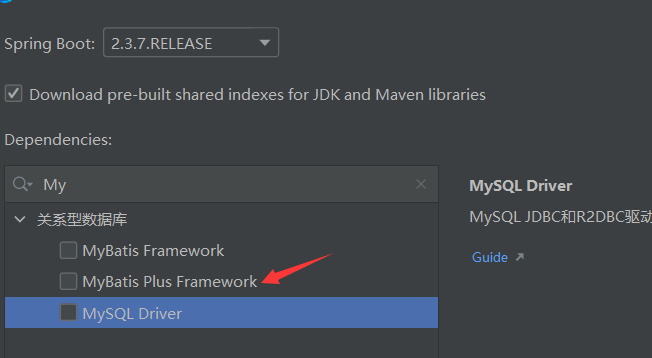 Spring Boot: 2.3.7.RELEASE
Download pre-built shared indexes for JDK and Maven libraries
Dependencies:
My
关系型数据库
MyBatis Framework
MyBatis Plus Framework
MySQL Driver
MySQL Driver
MySQL JDBC和R2DBC驱动
Guide